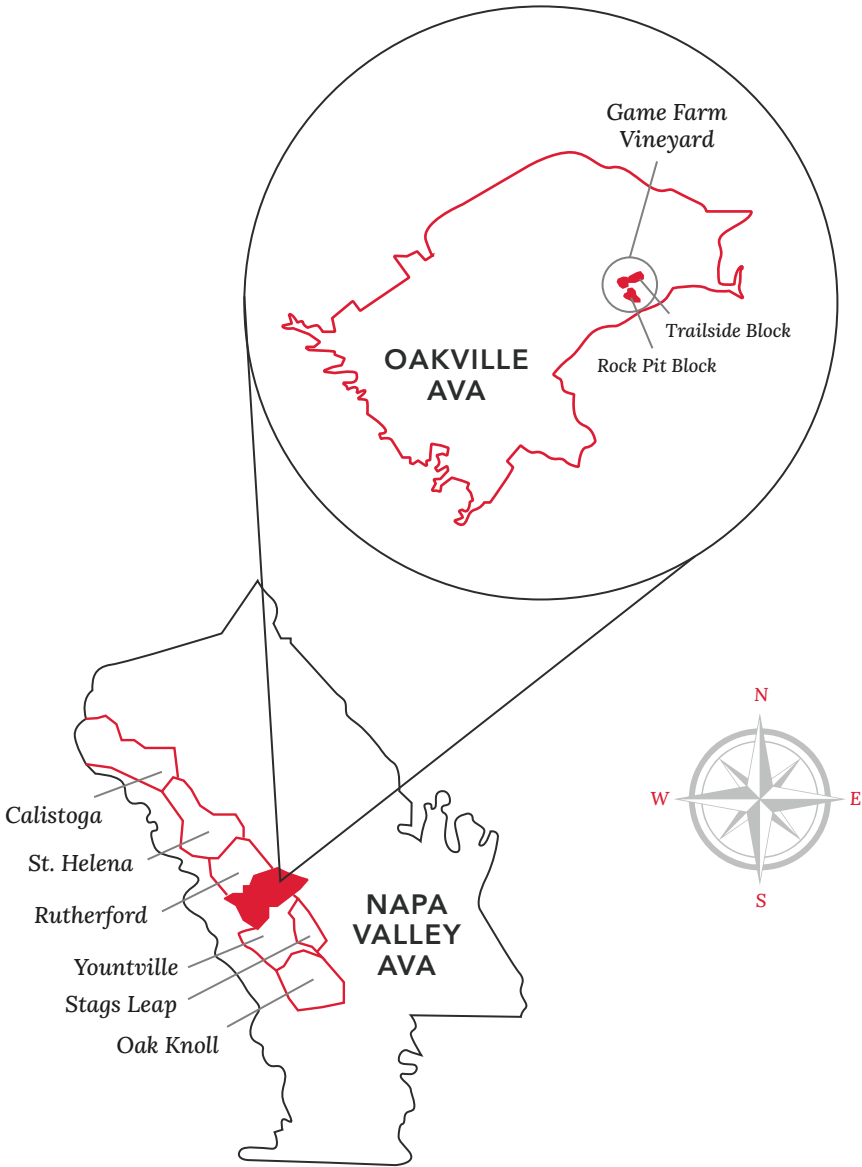 Game Farm
Vineyard
Trailside Block
Rock Pit Block
OAKVILLE
AVA
N
W
E
S
Calistoga
St. Helena
Rutherford
Yountville
Stags Leap
Oak Knoll
NAPA
VALLEY
AVA